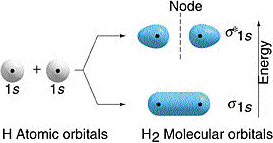 Node
σ*1s
+
1s 1s
Energy
σ1s
H Atomic orbitals H2 Molecular orbitals